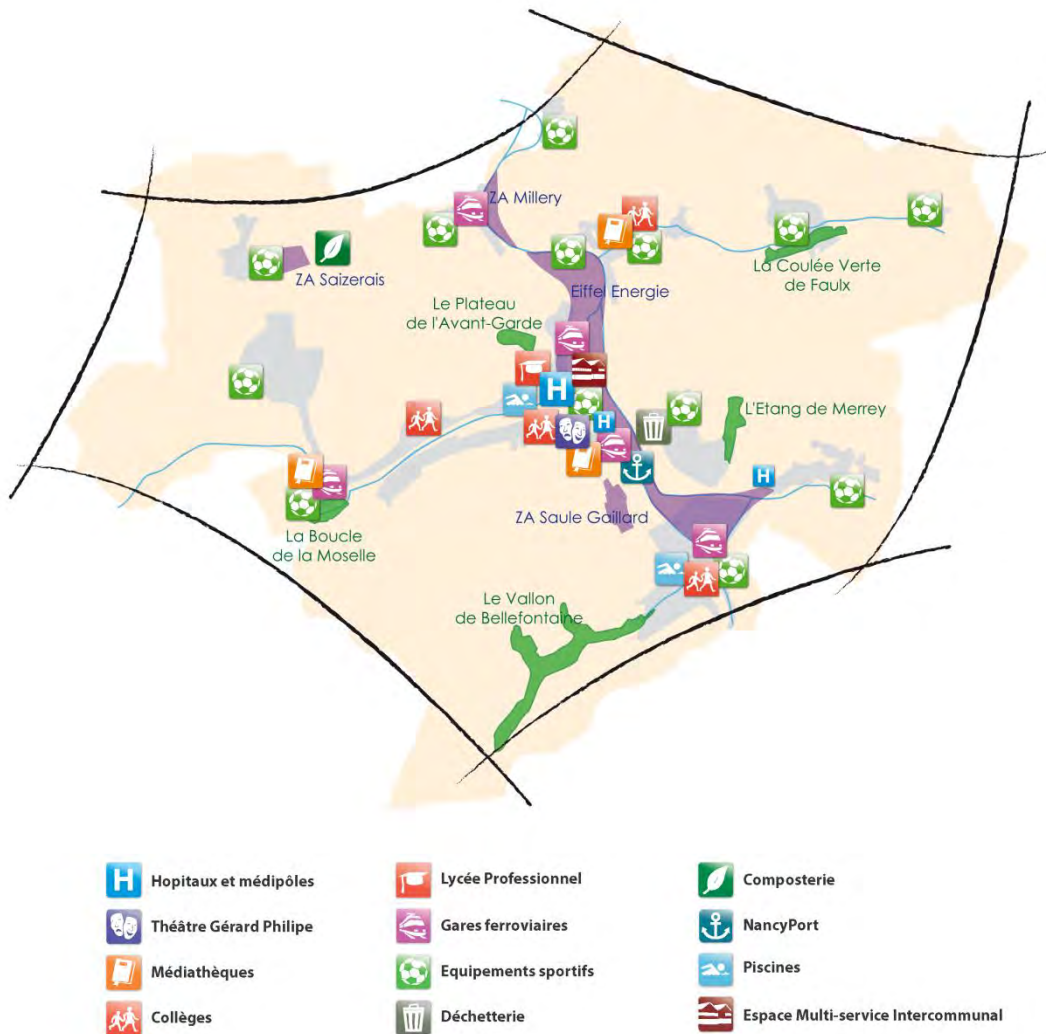 ZA Millery
ZA Saizerais
La Coulée Verte
de Faulx
Eiffel Energie
Le Plateau
de l'Avant-Garde
H
H
L'Etang de Merrey
H
ZA Saule Gaillard
La Boucle
de la Moselle
Le Vallon
de Bellefontaine
H Hopitaux et médipôles
Lycée Professionnel
Composterie
Théâtre Gérard Philipe
Gares ferroviaires
NancyPort
Médiathèques
Equipements sportifs
Piscines
Collèges
Déchetterie
Espace Multi-service Intercommunal